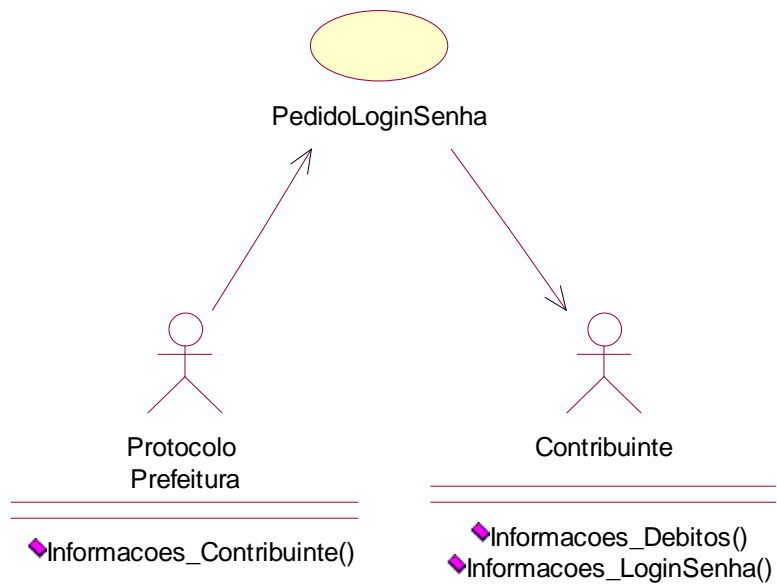 PedidoLoginSenha
Protocolo
Prefeitura
Contribuinte
Informacoes_Contribuinte()
Informacoes_Debitos()
Informacoes_LoginSenha()